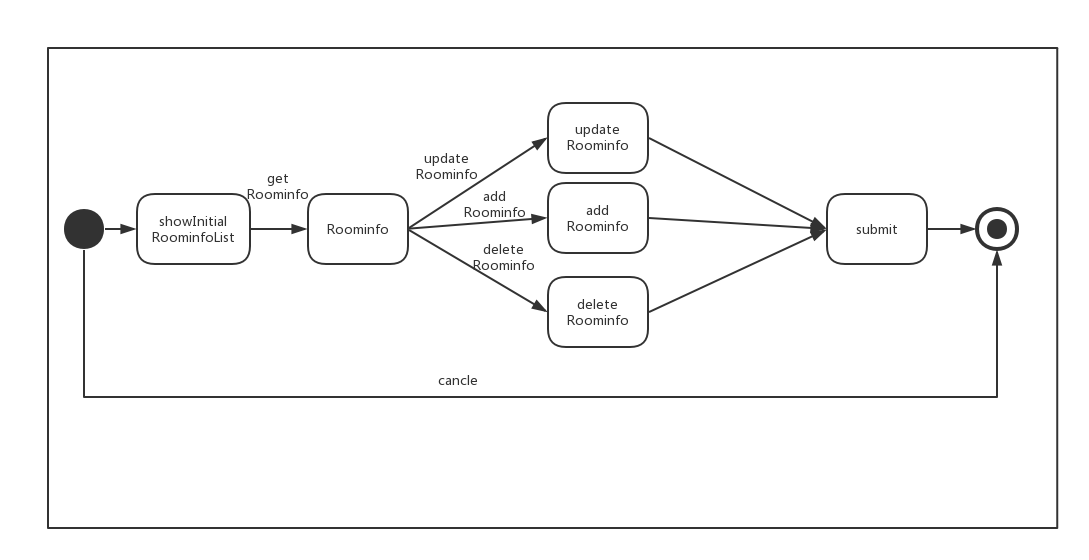 showInitial
RoominfoList
get
Roominfo
Roominfo
update
Roominfo
add
Roominfo
delete
Roominfo
update
Roominfo
add
Roominfo
delete
Roominfo
submit
cancle